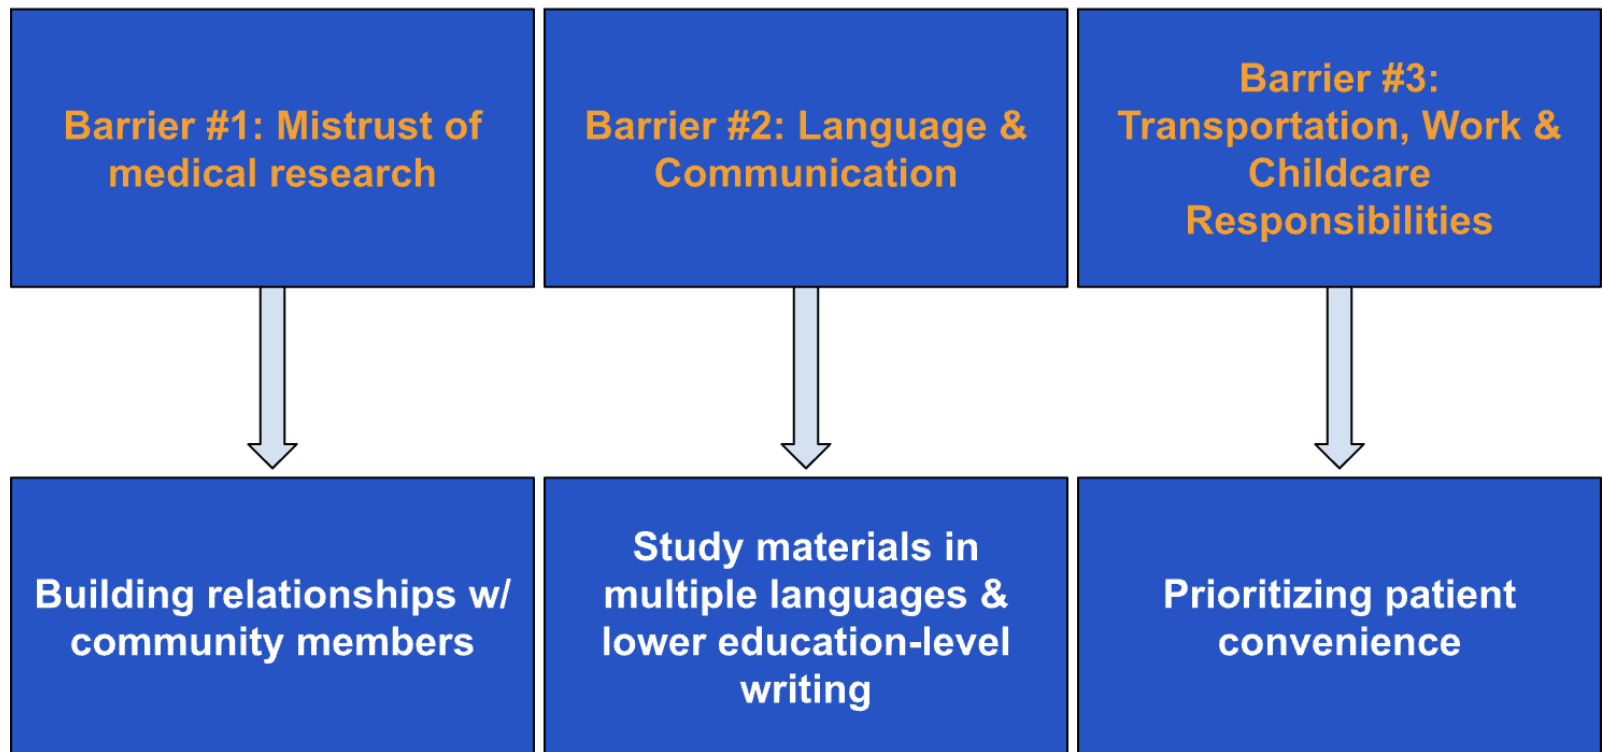 Barrier #1: Mistrust of
medical research
Barrier #2: Language &
Communication
Barrier #3:
Transportation, Work &
Childcare
Responsibilities
Building relationships w/
community members
Study materials in
multiple languages &
lower education-level
writing
Prioritizing patient
convenience